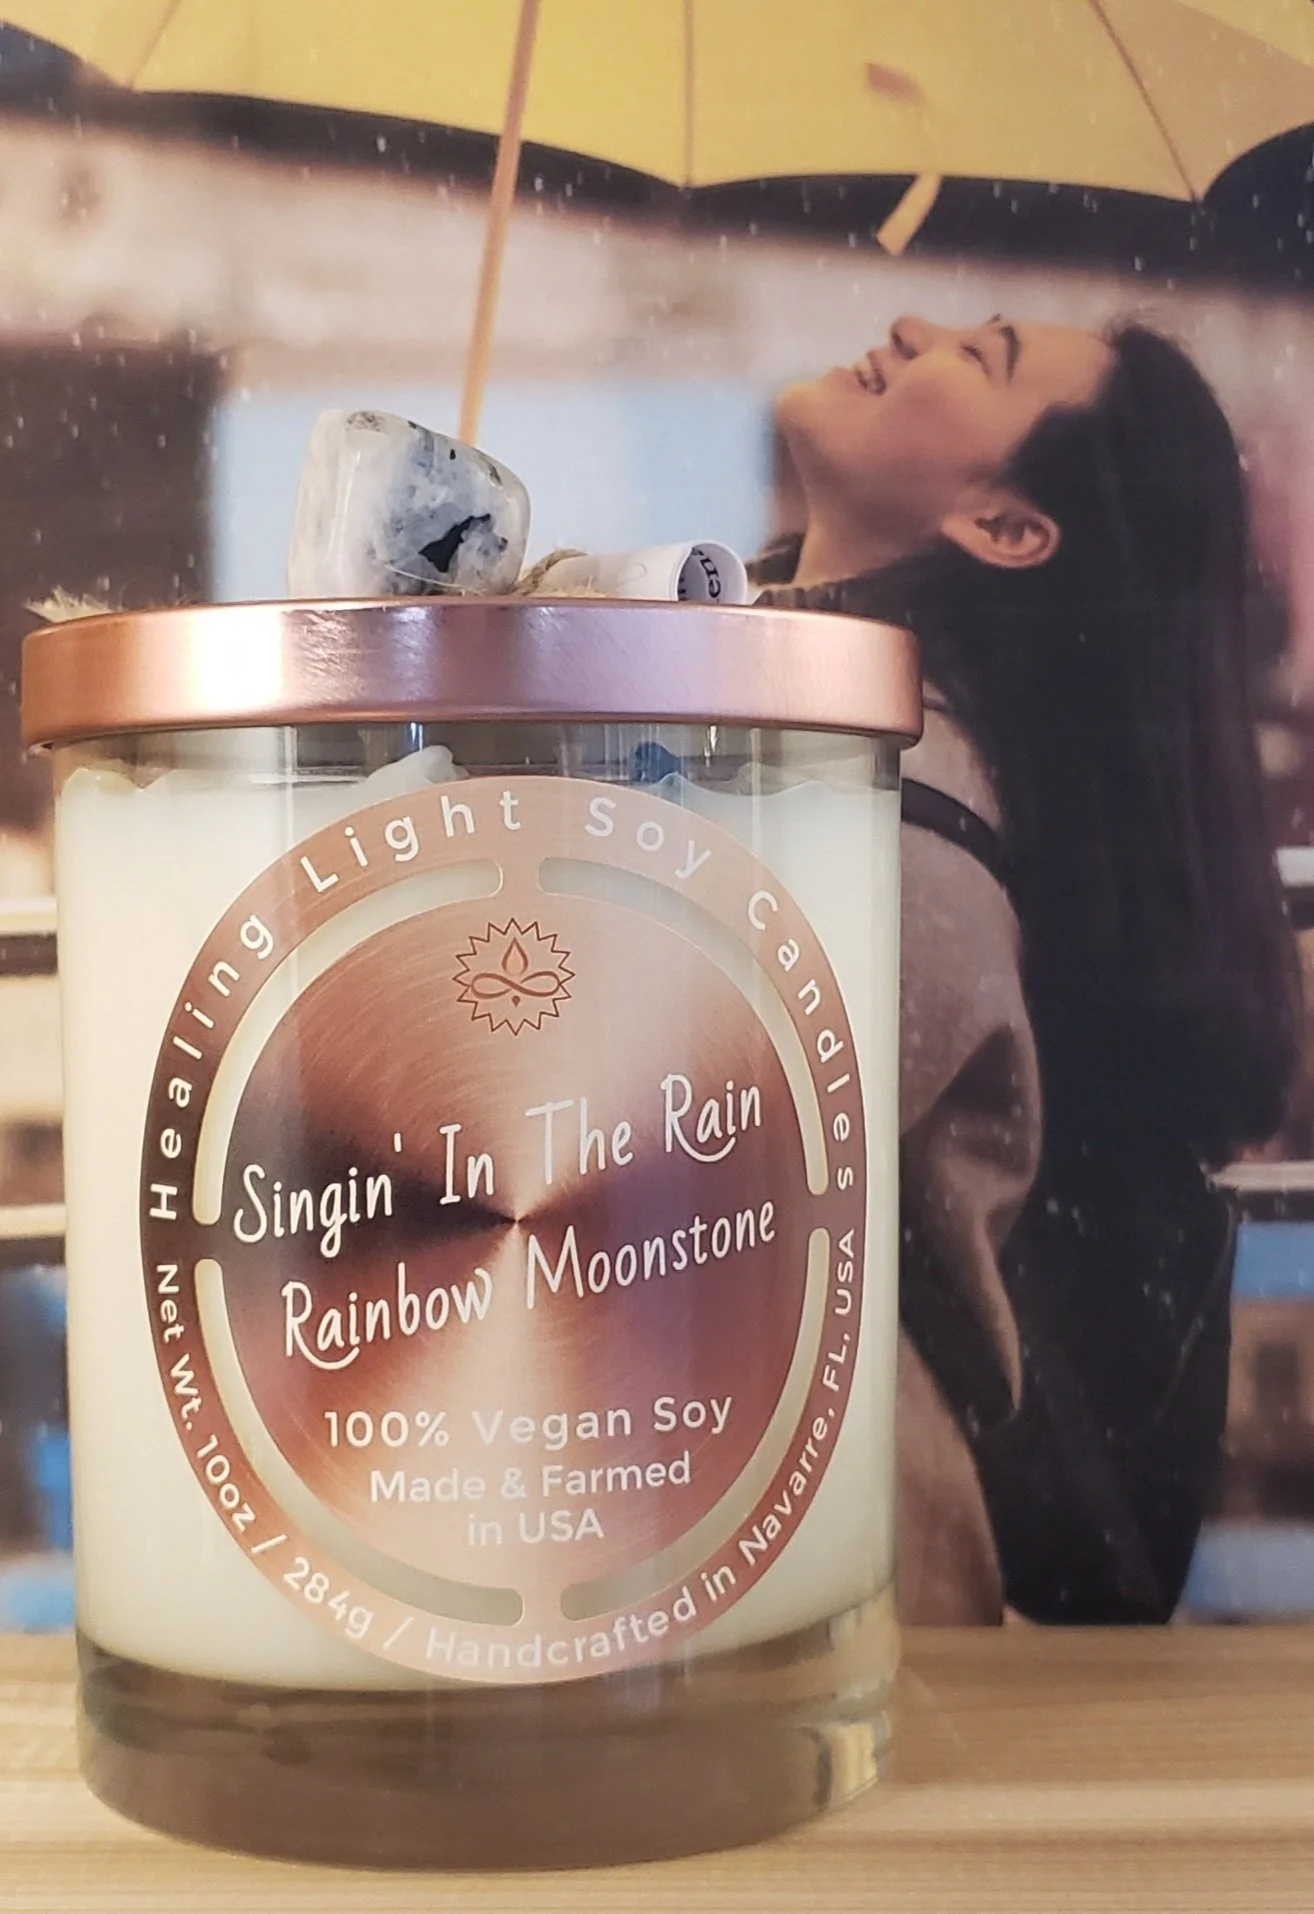 Healing Light Soy Candles
Singin' In The Rain
Rainbow Moonstone
100% Vegan Soy
Made & Farmed
in USA
Net Wt. 10oz / 284g / Handcrafted in Navarre, FL, USA